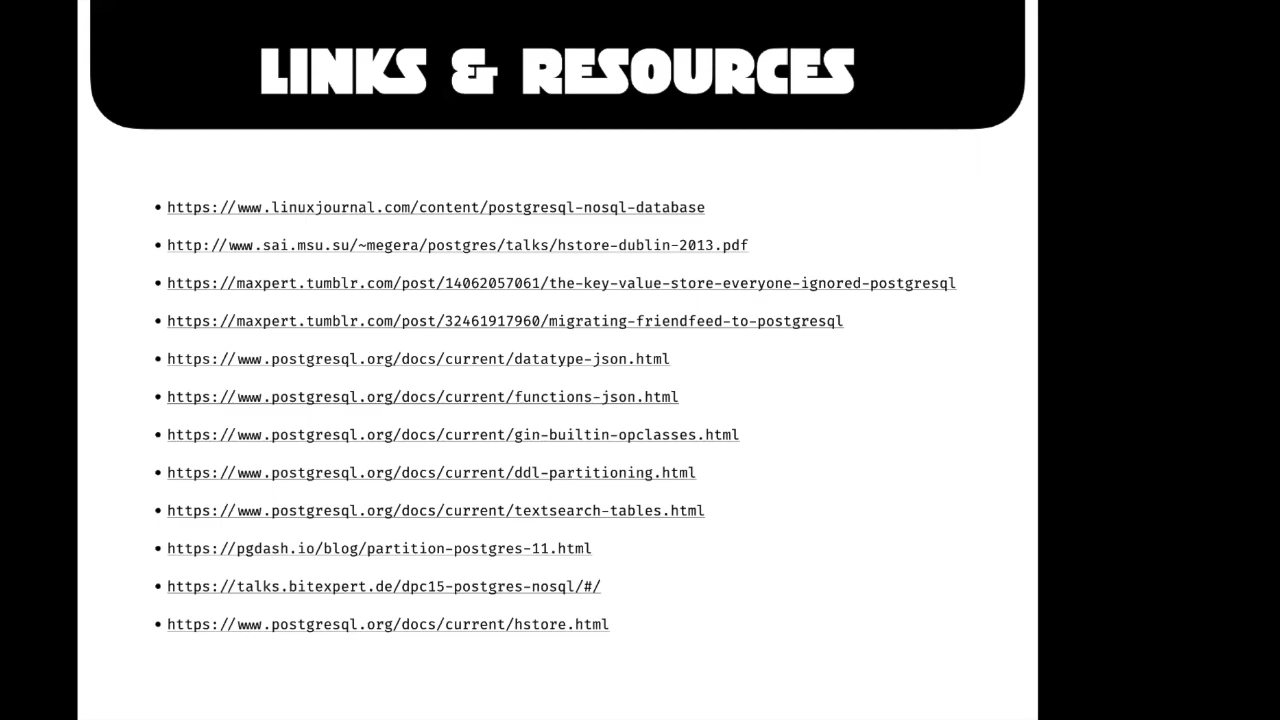 LINKS & RESOURCES
• https://www.linuxjournal.com/content/postgresql-nosql-database
• http://www.sai.msu.su/~megera/postgres/talks/hstore-dublin-2013.pdf
• https://maxpert.tumblr.com/post/14062057061/the-key-value-store-everyone-ignored-postgresql
• https://maxpert.tumblr.com/post/32461917960/migrating-friendfeed-to-postgresql
• https://www.postgresql.org/docs/current/datatype-json.html
• https://www.postgresql.org/docs/current/functions-json.html
• https://www.postgresql.org/docs/current/gin-builtin-opclasses.html
• https://www.postgresql.org/docs/current/ddl-partitioning.html
• https://www.postgresql.org/docs/current/textsearch-tables.html
• https://pgdash.io/blog/partition-postgres-11.html
• https://talks.bitexpert.de/dpc15-postgres-nosql/#/
• https://www.postgresql.org/docs/current/hstore.html